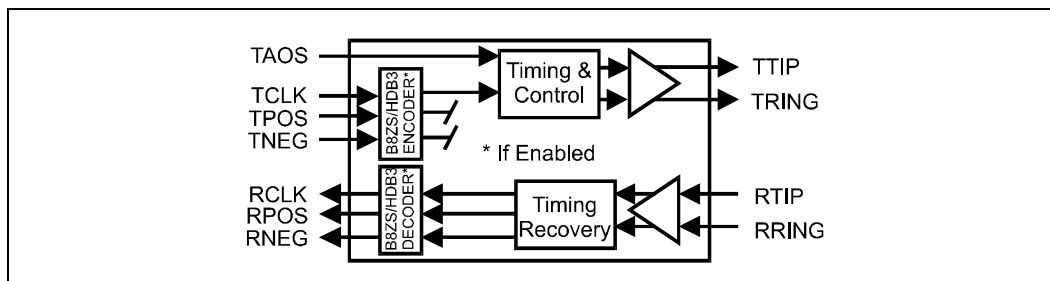 TAOS
TCLK
TPOS
TNEG
B8ZS/HDB3
ENCODER*
Timing &
Control
TTIP
TRING
* If Enabled
RCLK
RPOS
RNEG
B8ZS/HDB3
DECODER*
Timing
Recovery
RTIP
RRING